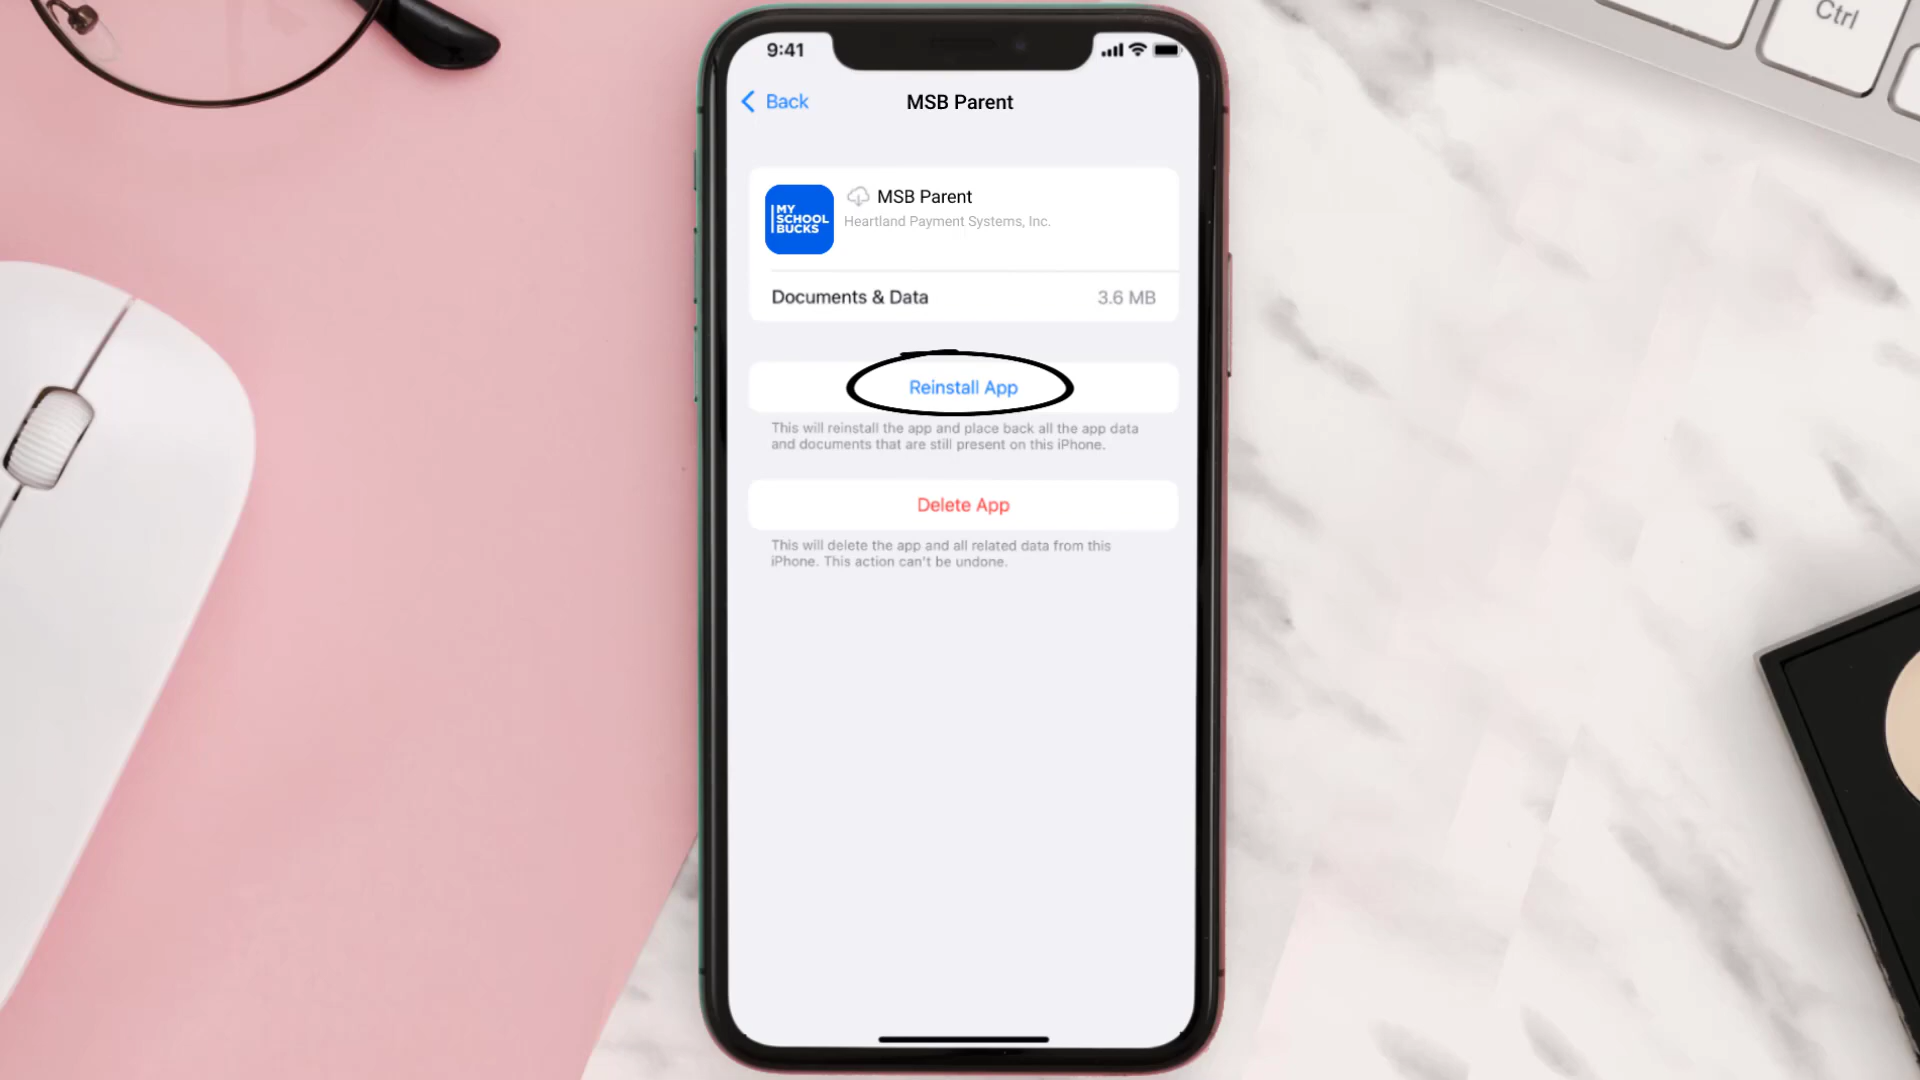 Ctrl
9:41
Back
MSB Parent
MY
SCHOOL
BUCKS
MSB Parent
Heartland Payment Systems, Inc.
Documents & Data 3.6 MB
Reinstall App
This will reinstall the app and place back all the app data
and documents that are still present on this iPhone.
Delete App
This will delete the app and all related data from this
iPhone. This action can't be undone.